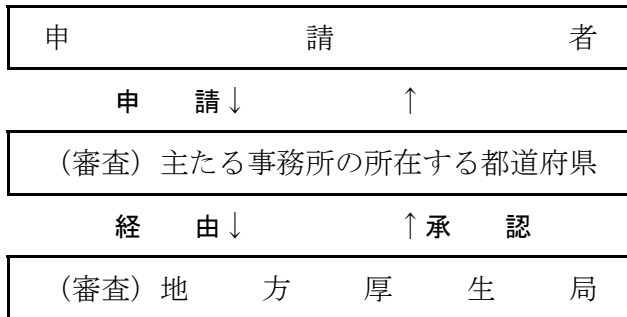 申請者
申請↓ ↑
（審査）主たる事務所の所在する都道府県
経由↓ ↑承認
（審査）地方厚生局